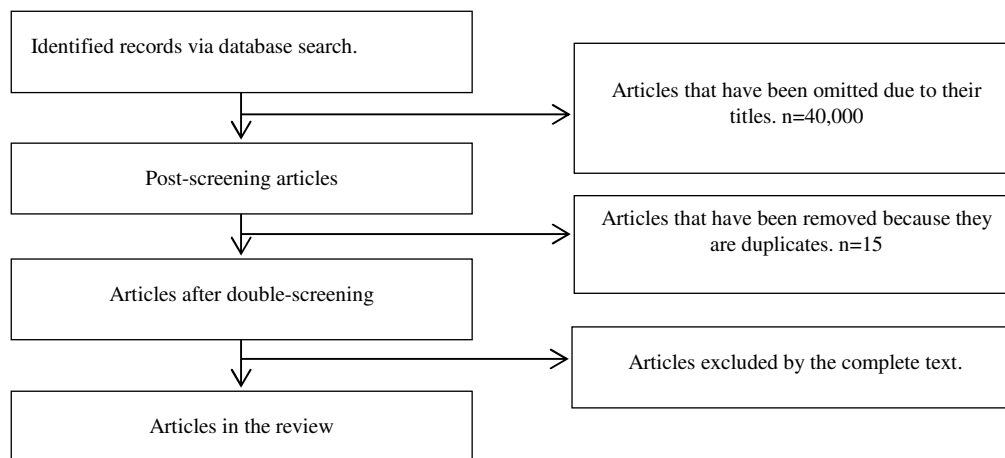 Identified records via database search.
Articles that have been omitted due to their
titles. n=40,000
Post-screening articles
Articles that have been removed because they
are duplicates. n=15
Articles after double-screening
Articles excluded by the complete text.
Articles in the review